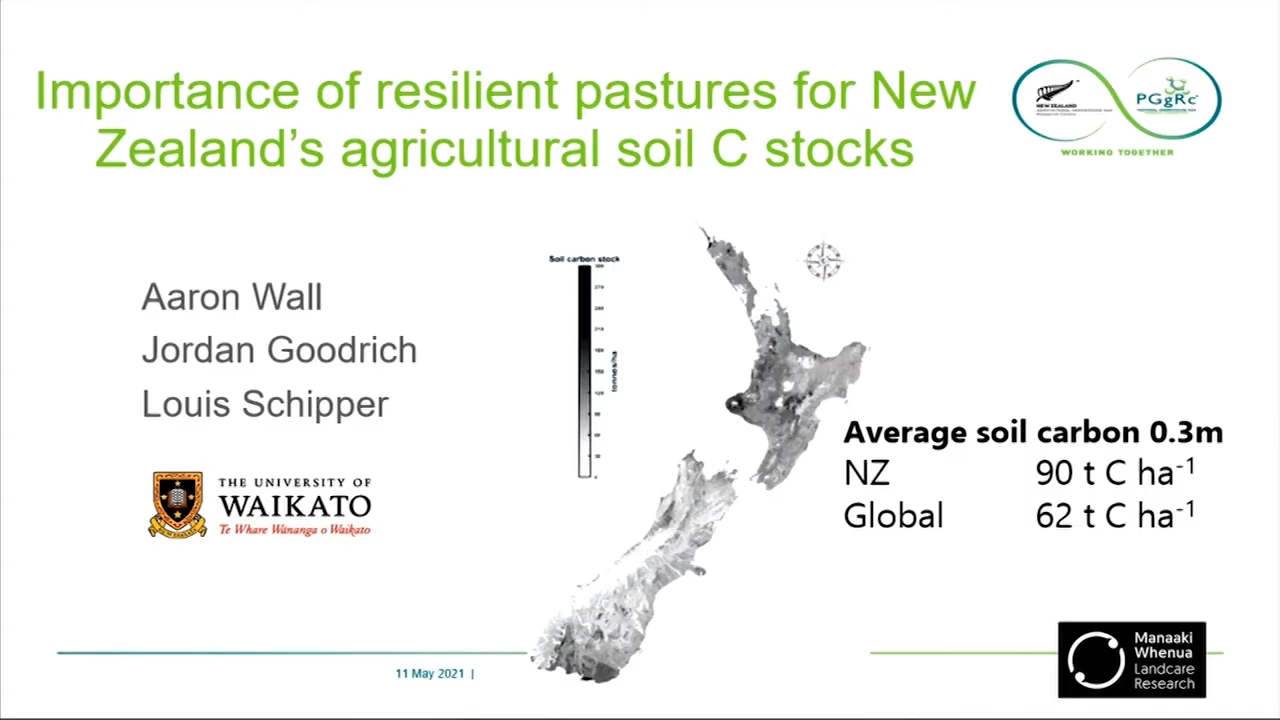 Importance of resilient pastures for New
Zealand's agricultural soil C stocks
NEW ZEALAND
PGgRc
WORKING TOGETHER
Soil carbon stock
tonnes/ha
Aaron Wall
Jordan Goodrich
Louis Schipper
THE UNIVERSITY OF
WAIKATO
Te Whare Wānanga o Waikato
Average soil carbon 0.3m
NZ 90 t C ha⁻¹
Global 62 t C ha⁻¹
11 May 2021 |
Manaaki
Whenua
Landcare
Research